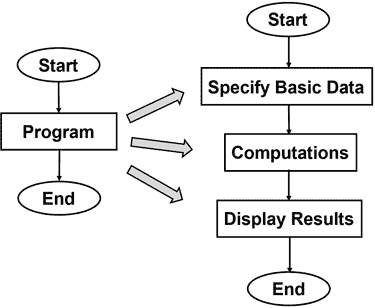 Start
Program
End
Start
Specify Basic Data
Computations
Display Results
End